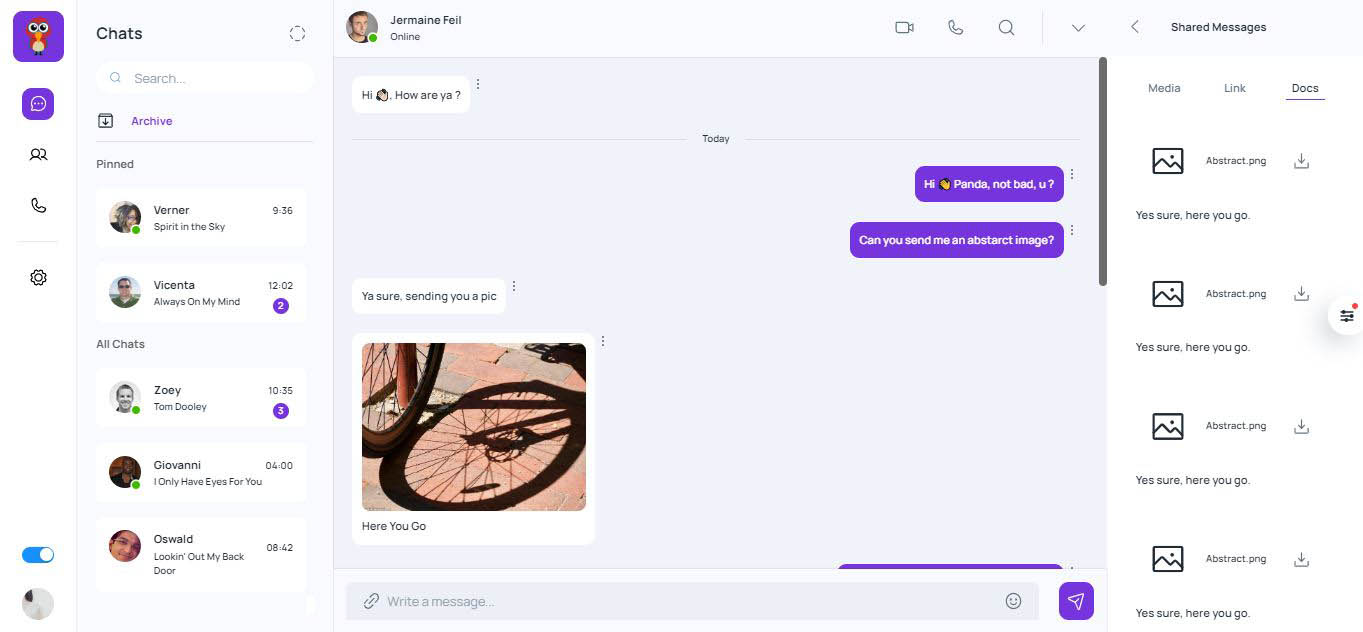 Chats
Search...
Archive
Pinned
Verner
9:36
Spirit in the Sky
Vicenta
12:02
Always On My Mind
2
All Chats
Zoey
10:35
Tom Dooley
3
Giovanni
04:00
I Only Have Eyes For You
Oswald
08:42
Lookin' Out My Back
Door
Jermaine Feil
Online
Hi 👋🏻. How are ya ?
Today
Hi 👋 Panda, not bad, u ?
Can you send me an abstarct image?
Ya sure, sending you a pic
Here You Go
Write a message...
Shared Messages
Media
Link
Docs
Abstract.png
Yes sure, here you go.
Abstract.png
Yes sure, here you go.
Abstract.png
Yes sure, here you go.
Abstract.png
Yes sure, here you go.